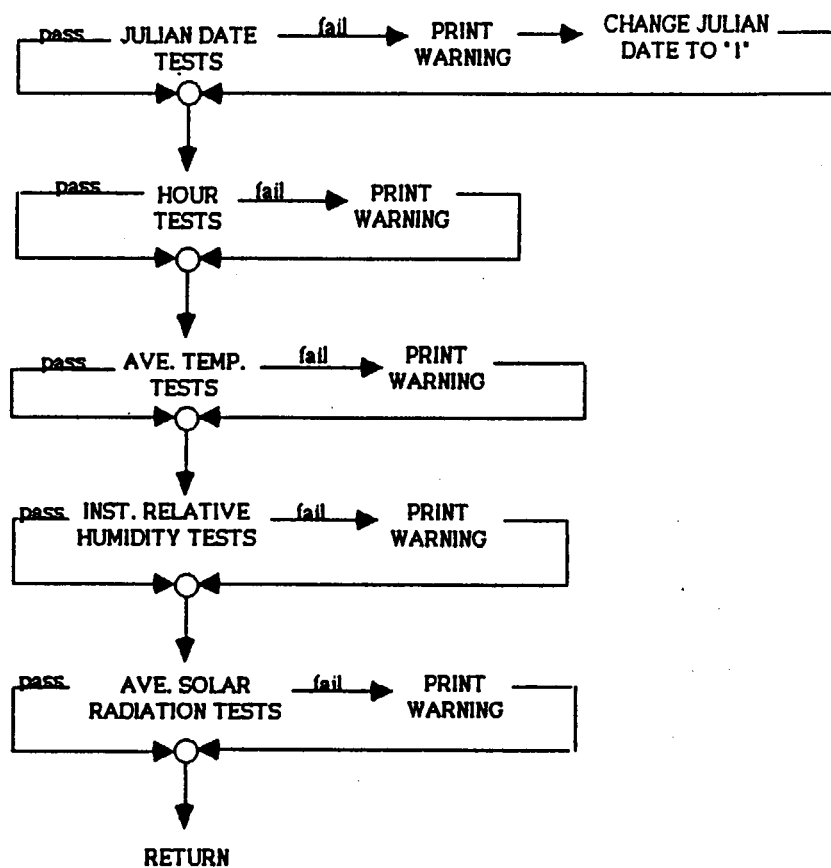 pass JULIAN DATE TESTS fail PRINT WARNING CHANGE JULIAN DATE TO "1"
pass HOUR TESTS fail PRINT WARNING
pass AVE. TEMP. TESTS fail PRINT WARNING
pass INST. RELATIVE HUMIDITY TESTS fail PRINT WARNING
pass AVE. SOLAR RADIATION TESTS fail PRINT WARNING
RETURN